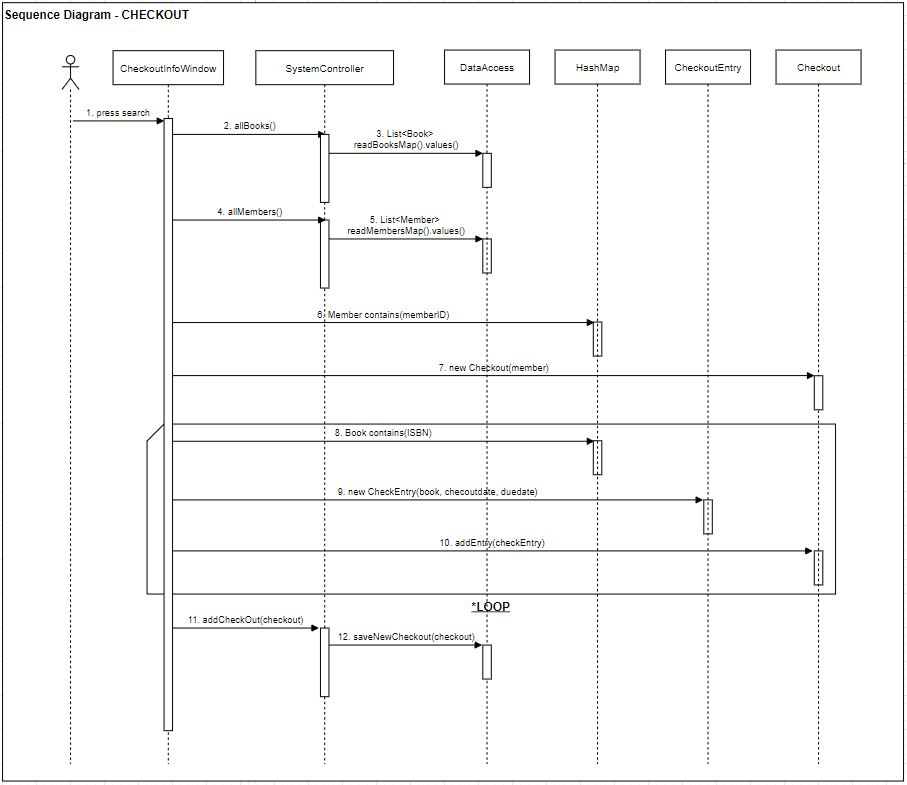 Sequence Diagram - CHECKOUT
CheckoutInfoWindow
SystemController
DataAccess
HashMap
CheckoutEntry
Checkout
1. press search
2. allBooks()
3. List<Book>
readBooksMap().values()
4. allMembers()
5. List<Member>
readMembersMap().values()
6. Member contains(memberID)
7. new Checkout(member)
8. Book contains(ISBN)
9. new CheckEntry(book, checoutdate, duedate)
10. addEntry(checkEntry)
*LOOP
11. addCheckOut(checkout)
12. saveNewCheckout(checkout)